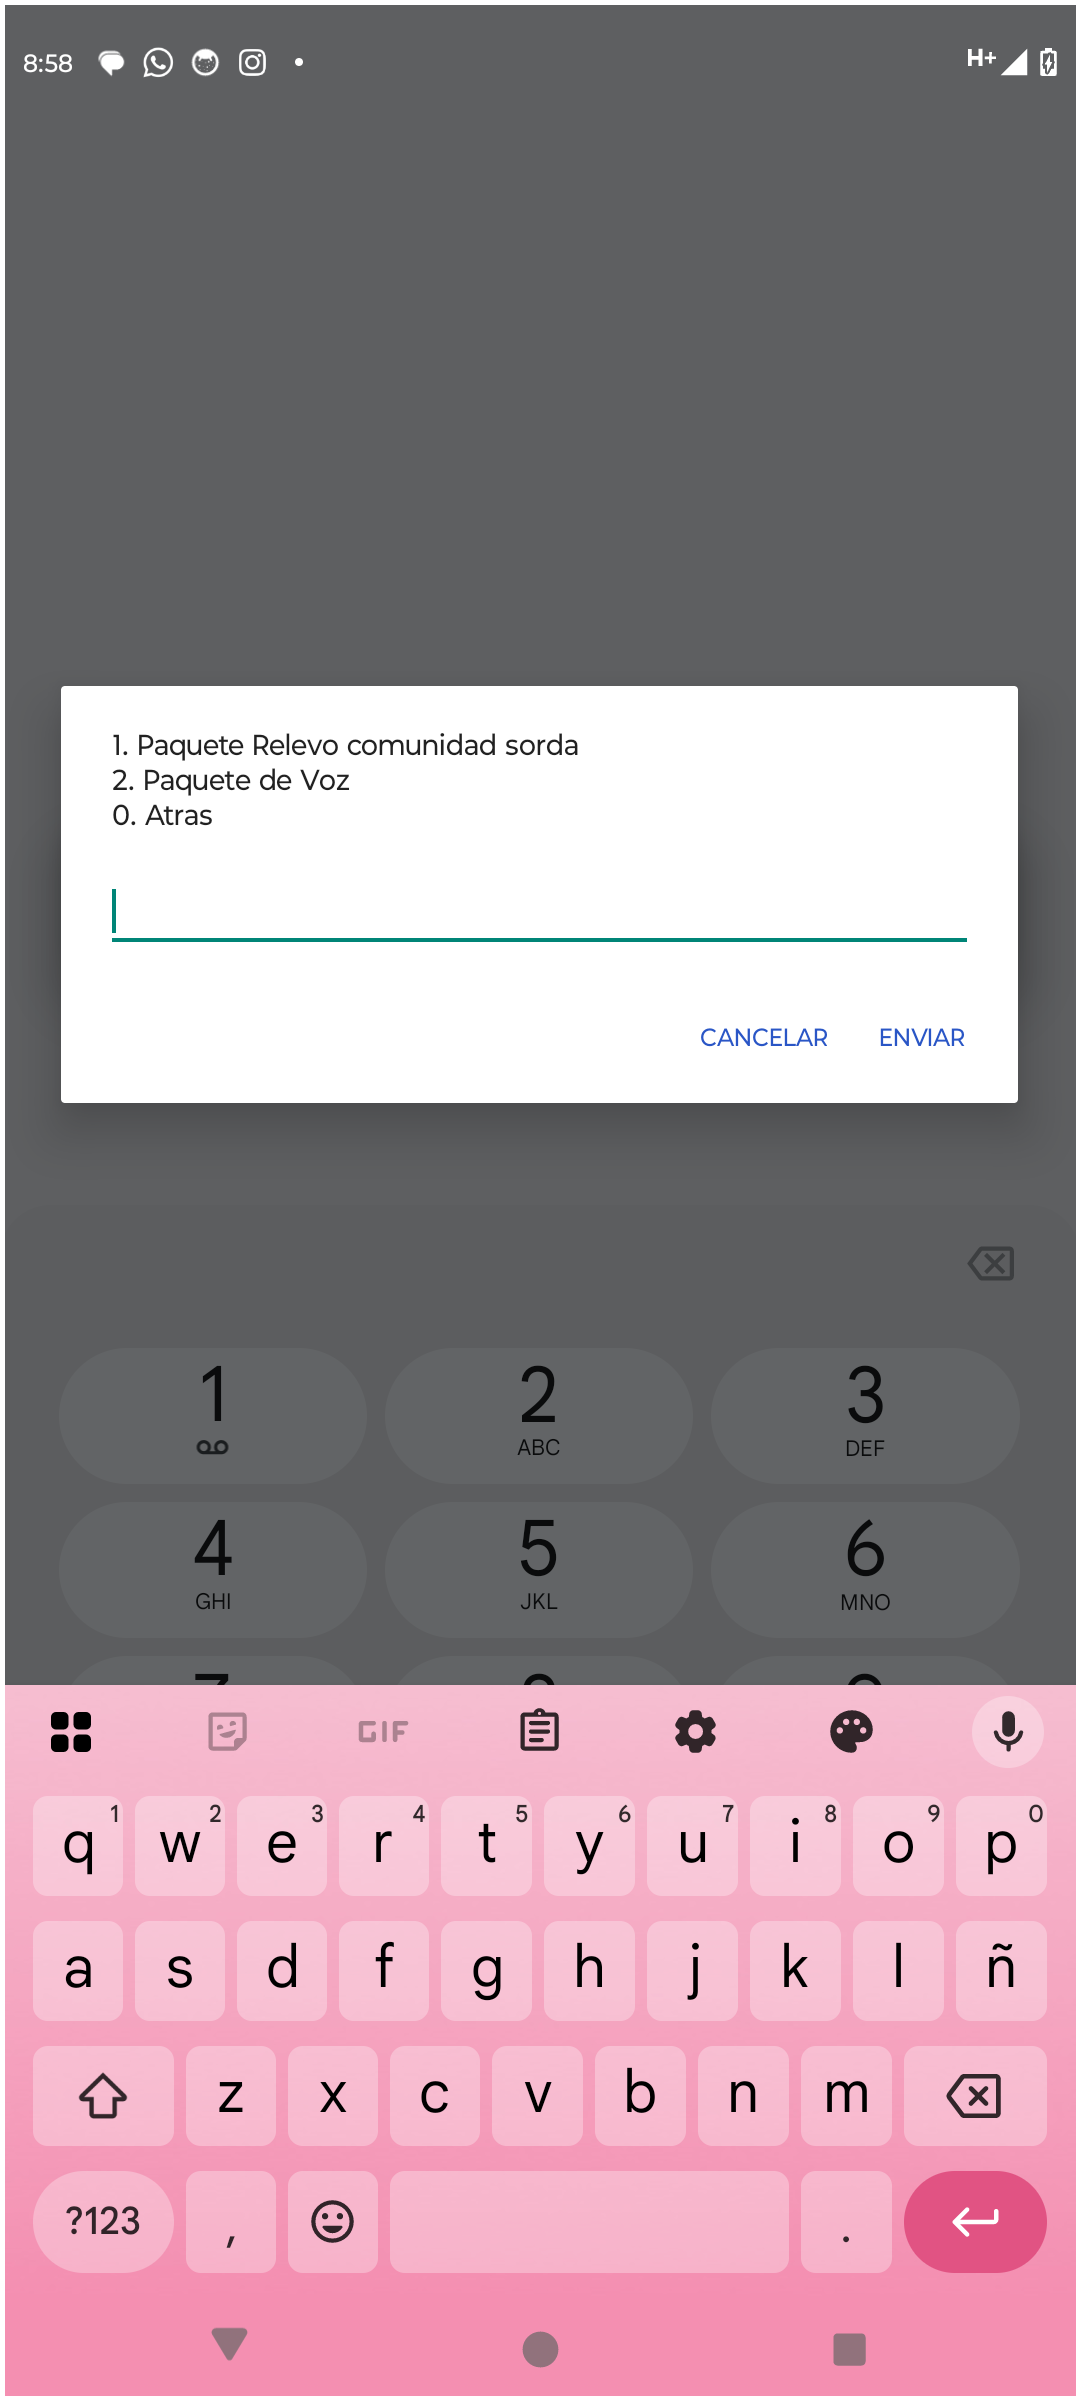 8:58 H+
1. Paquete Relevo comunidad sorda
2. Paquete de Voz
0. Atras
CANCELAR ENVIAR
1 2 3
ABC DEF
4 5 6
GHI JKL MNO
GIF
q 1 w 2 e 3 r 4 t 5 y 6 u 7 i 8 o 9 p 0
a s d f g h j k l ñ
z x c v b n m
?123 , .